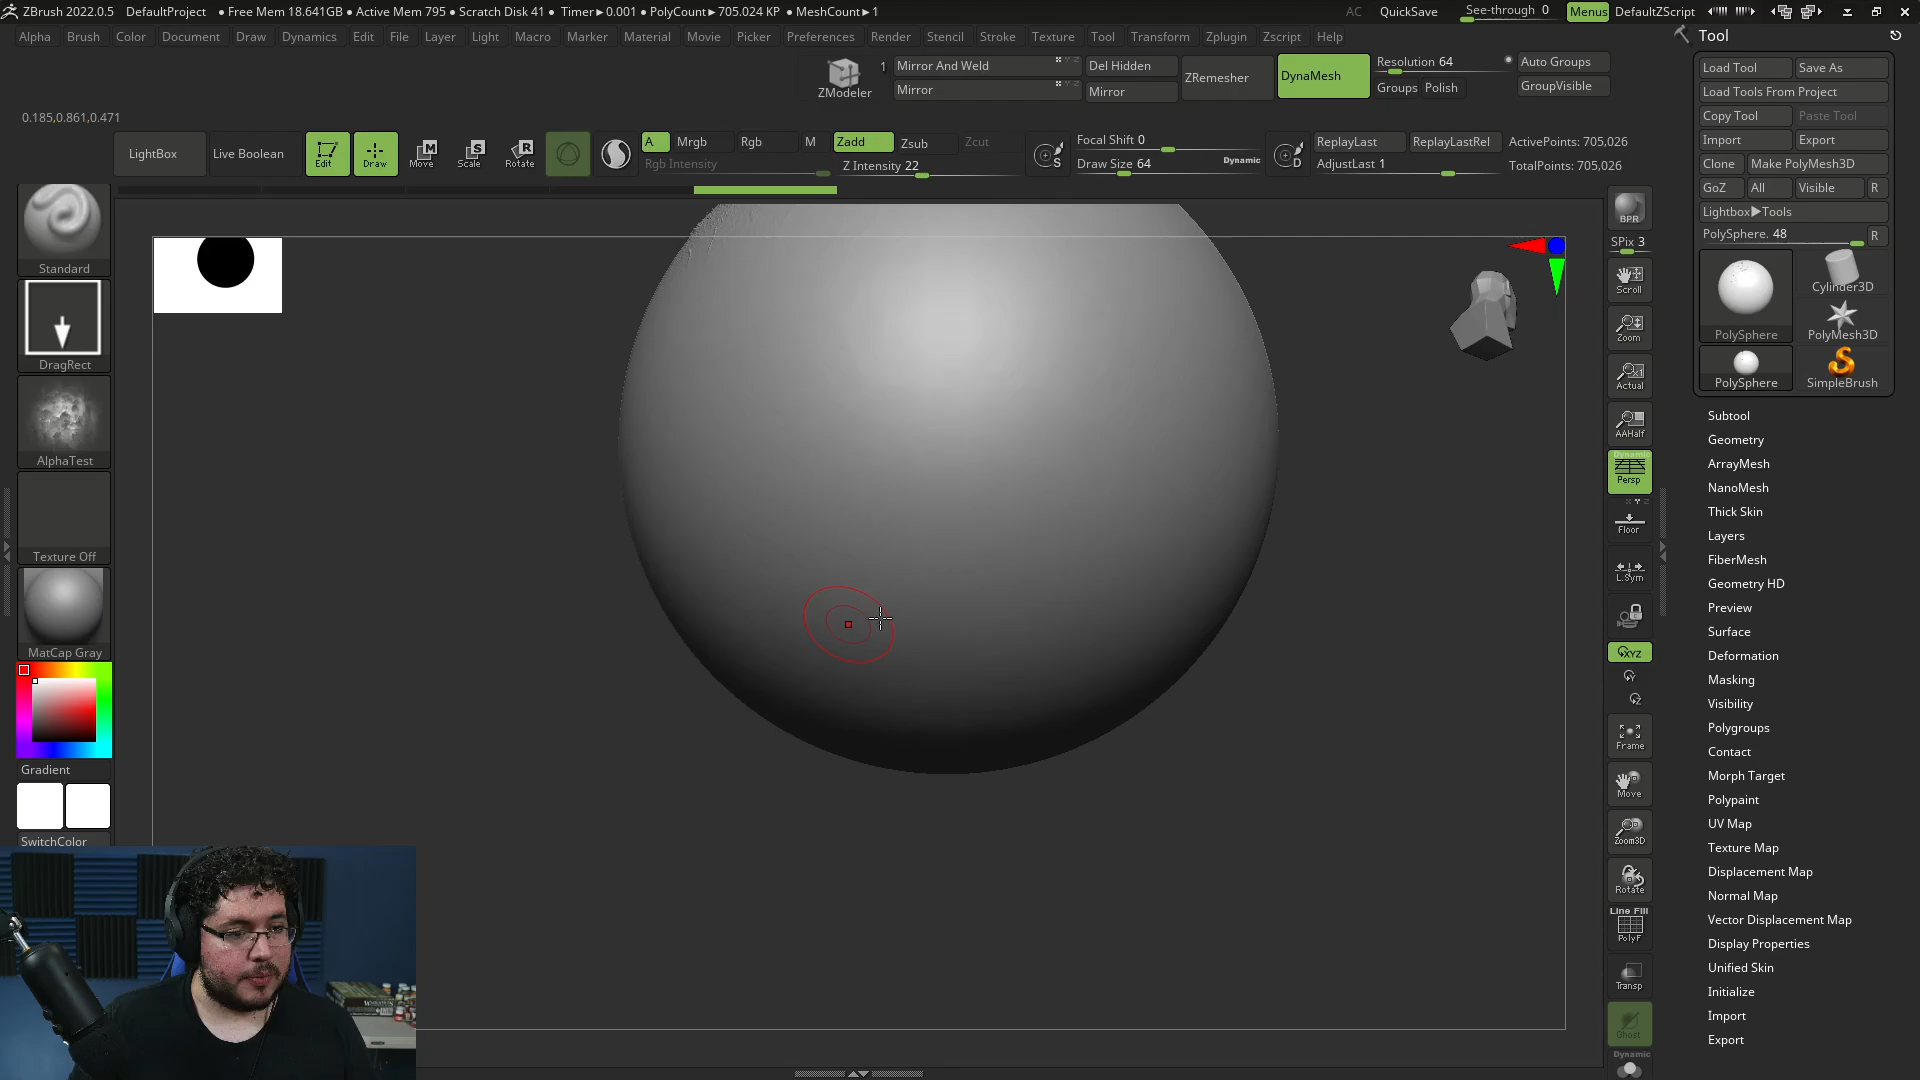 ZBrush 2022.0.5 DefaultProject ● Free Mem 18.641GB ● Active Mem 795 ● Scratch Disk 41 ● Timer▶0.001 ● PolyCount▶705.024 KP ● MeshCount▶1 AC QuickSave See-through 0 Menus DefaultZScript
Alpha Brush Color Document Draw Dynamics Edit File Layer Light Macro Marker Material Movie Picker Preferences Render Stencil Stroke Texture Tool Transform Zplugin Zscript Help
ZModeler
1
Mirror And Weld
Mirror
Del Hidden
Mirror
ZRemesher
DynaMesh
Resolution 64
Groups Polish
Auto Groups
GroupVisible
0.185,0.861,0.471
LightBox
Live Boolean
Edit
Draw
Move
Scale
Rotate
A Mrgb Rgb M
Rgb Intensity
Zadd Zsub Zcut
Z Intensity 22
Focal Shift 0
Draw Size 64 Dynamic
ReplayLast ReplayLastRel
AdjustLast 1
ActivePoints: 705,026
TotalPoints: 705,026
Standard
DragRect
AlphaTest
Texture Off
MatCap Gray
Gradient
SwitchColor
BPR
SPix 3
Scroll
Zoom
Actual
AAHalf
Dynamic
Persp
Floor
L.Sym
XYZ
Frame
Move
Zoom3D
Rotate
Line Fill
PolyF
Transp
Ghost
Dynamic
Tool
Load Tool Save As
Load Tools From Project
Copy Tool Paste Tool
Import Export
Clone Make PolyMesh3D
GoZ All Visible R
Lightbox▶Tools
PolySphere. 48 R
PolySphere
Cylinder3D
PolyMesh3D
PolySphere
SimpleBrush
Subtool
Geometry
ArrayMesh
NanoMesh
Thick Skin
Layers
FiberMesh
Geometry HD
Preview
Surface
Deformation
Masking
Visibility
Polygroups
Contact
Morph Target
Polypaint
UV Map
Texture Map
Displacement Map
Normal Map
Vector Displacement Map
Display Properties
Unified Skin
Initialize
Import
Export